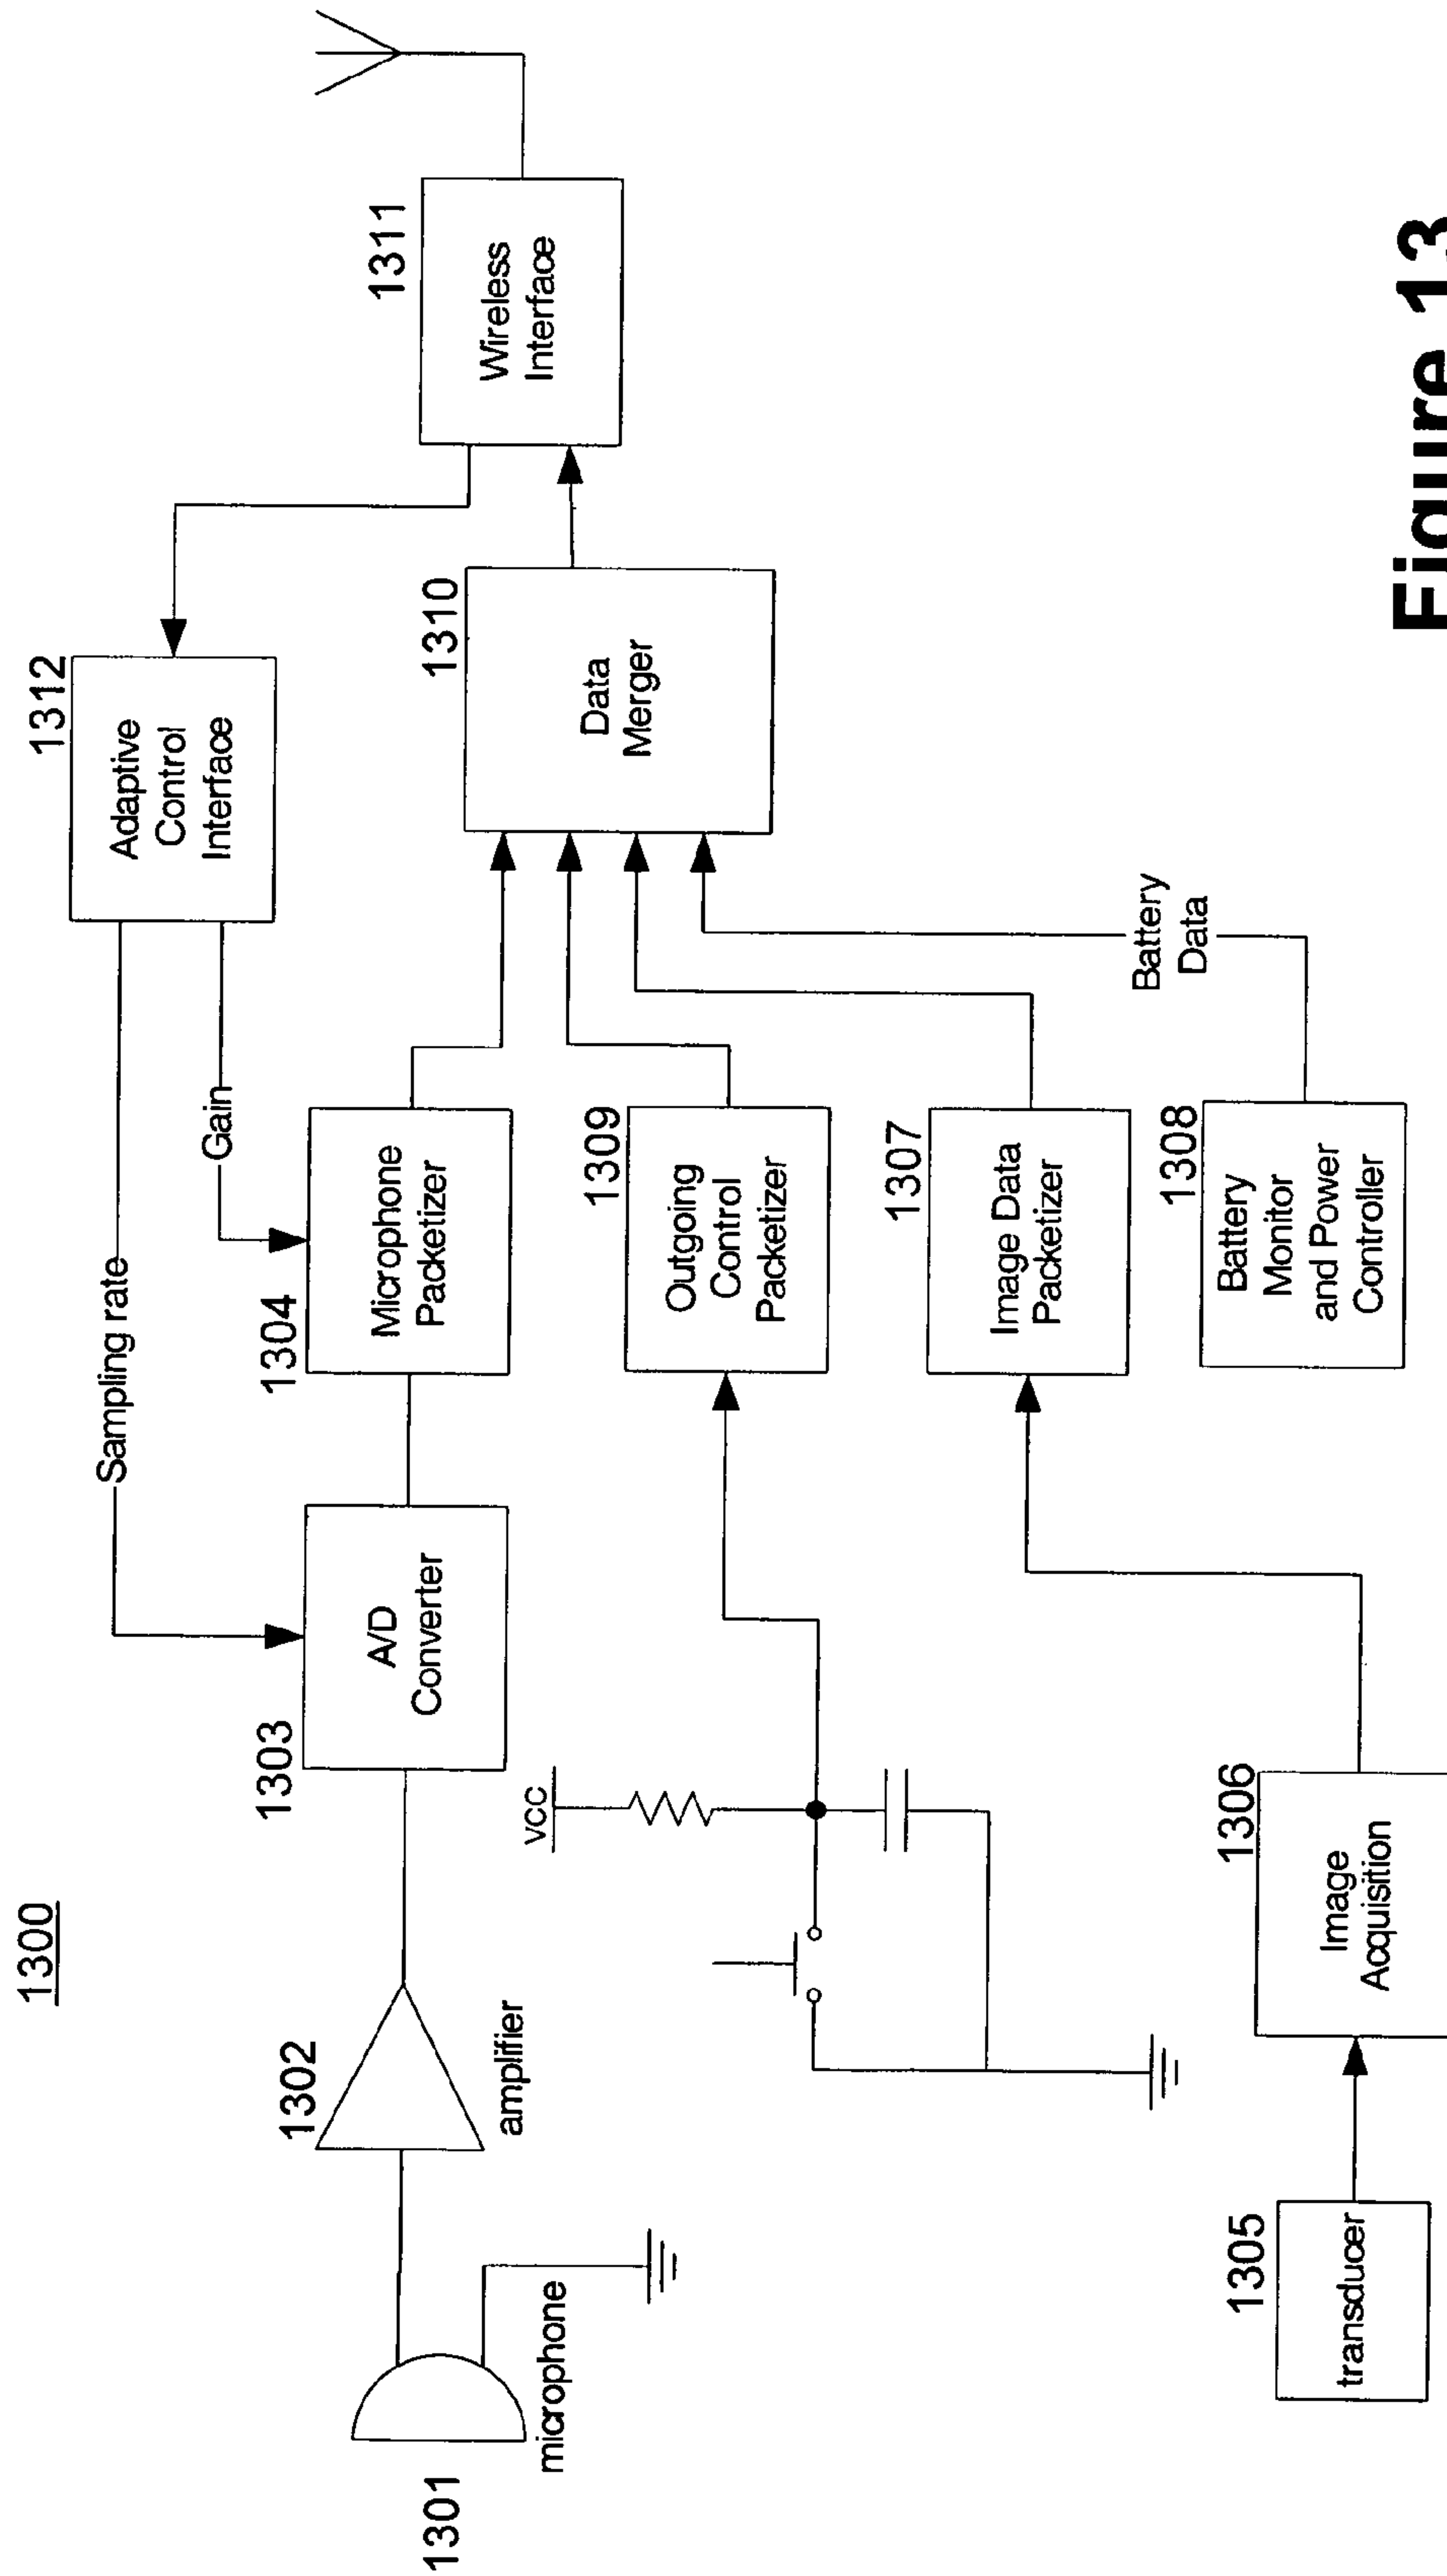 1300
1312
Adaptive
Control
Interface
Sampling rate
Gain
1311
Wireless
Interface
1301
microphone
1302
amplifier
1303
A/D
Converter
1304
Microphone
Packetizer
1310
Data
Merger
VCC
1309
Outgoing
Control
Packetizer
1307
Image Data
Packetizer
Battery
Data
1308
Battery
Monitor
and Power
Controller
1305
transducer
1306
Image
Acquisition
Figure 13